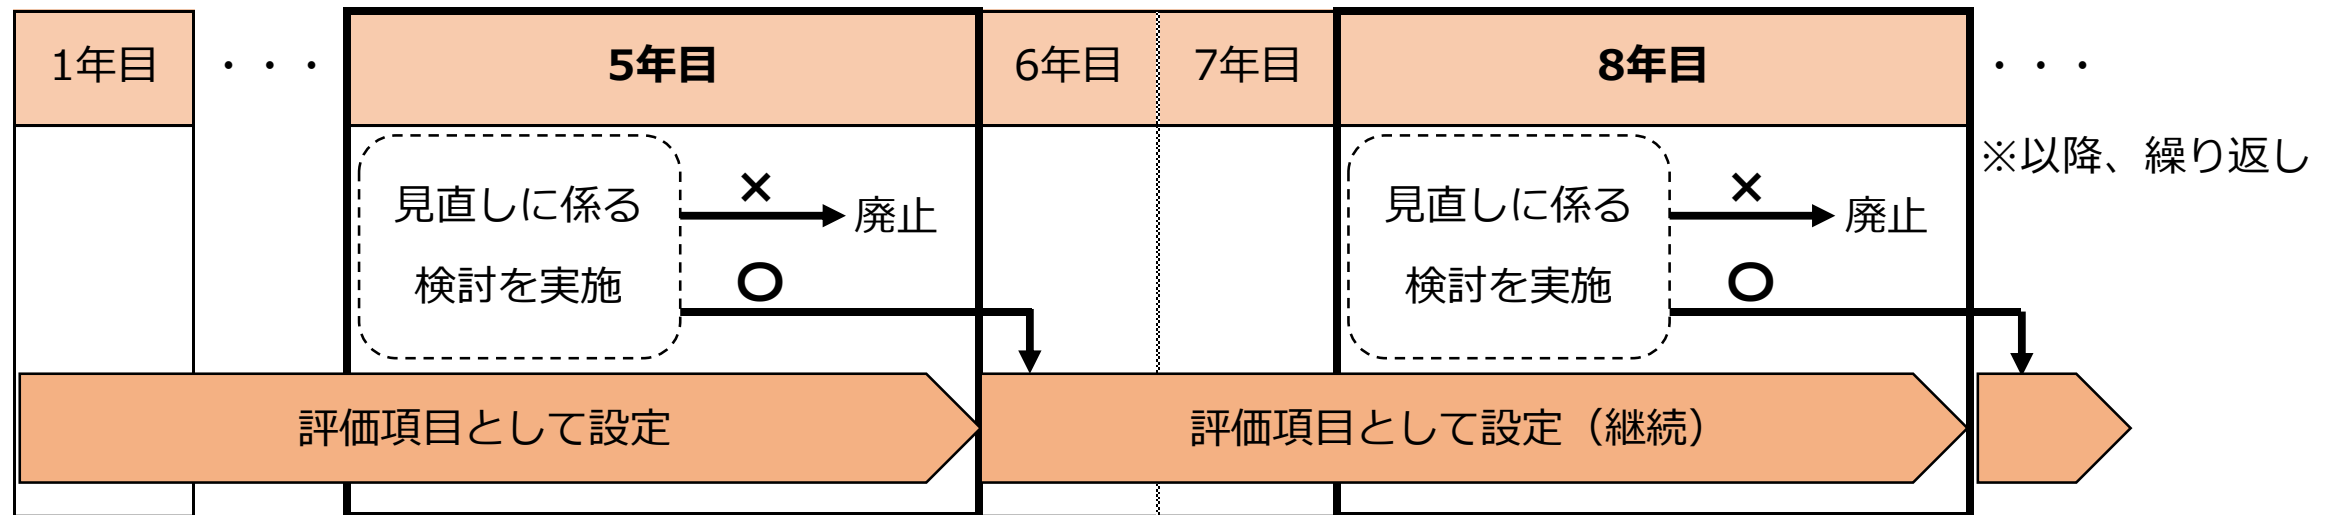 1年目
・・・
5年目
6年目
7年目
8年目
・・・
見直しに係る
検討を実施
×
廃止
〇
見直しに係る
検討を実施
×
廃止
〇
※以降、繰り返し
評価項目として設定
評価項目として設定（継続）